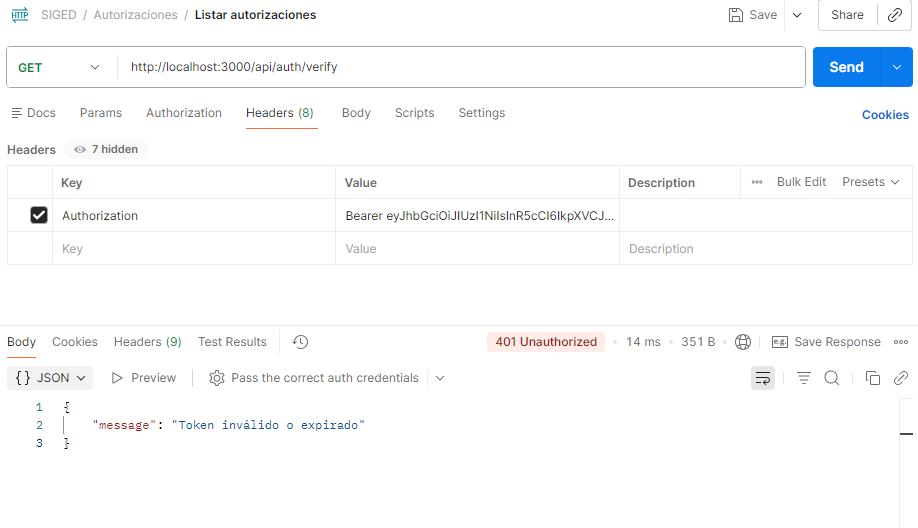 HTTP SIGED / Autorizaciones / Listar autorizaciones Save Share
GET http://localhost:3000/api/auth/verify Send
Docs Params Authorization Headers (8) Body Scripts Settings Cookies
Headers 7 hidden
Key Value Description Bulk Edit Presets
Authorization Bearer eyJhbGciOiJIUzI1NiIsInR5cCI6IkpXVCJ...
Key Value Description
Body Cookies Headers (9) Test Results 401 Unauthorized 14 ms 351 B e.g. Save Response
{} JSON Preview Pass the correct auth credentials
1 {
2 "message": "Token inválido o expirado"
3 }